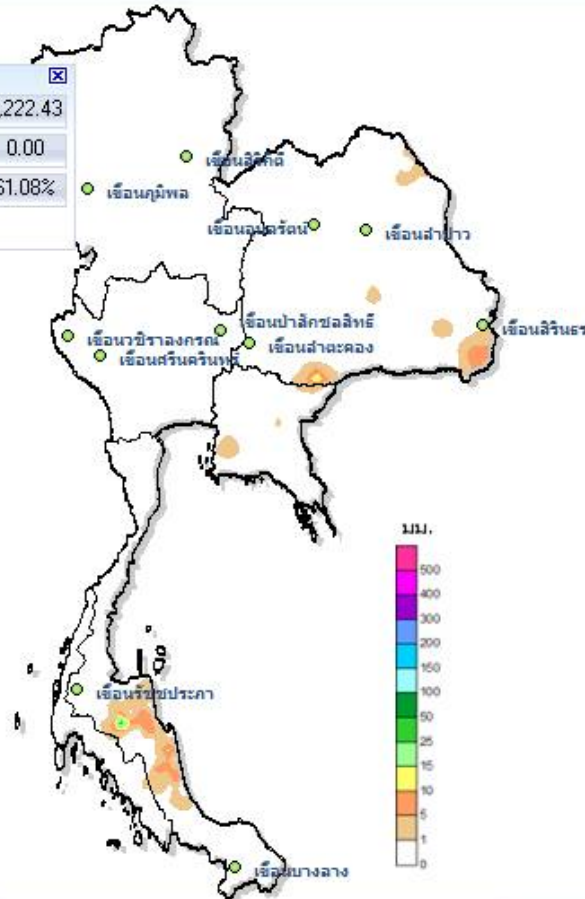 ,222.43
0.00
61.08%
เขื่อนสิริกิติ์
เขื่อนภูมิพล
เขื่อนอุบลรัตน์
เขื่อนลำปาว
เขื่อนป่าสักชลสิทธิ์
เขื่อนสิรินธร
เขื่อนวชิราลงกรณ
เขื่อนลำตะคอง
เขื่อนศรีนครินทร์
มม.
500
400
300
200
150
100
50
25
15
10
5
1
0
เขื่อนรัชชประภา
เขื่อนบางลาง